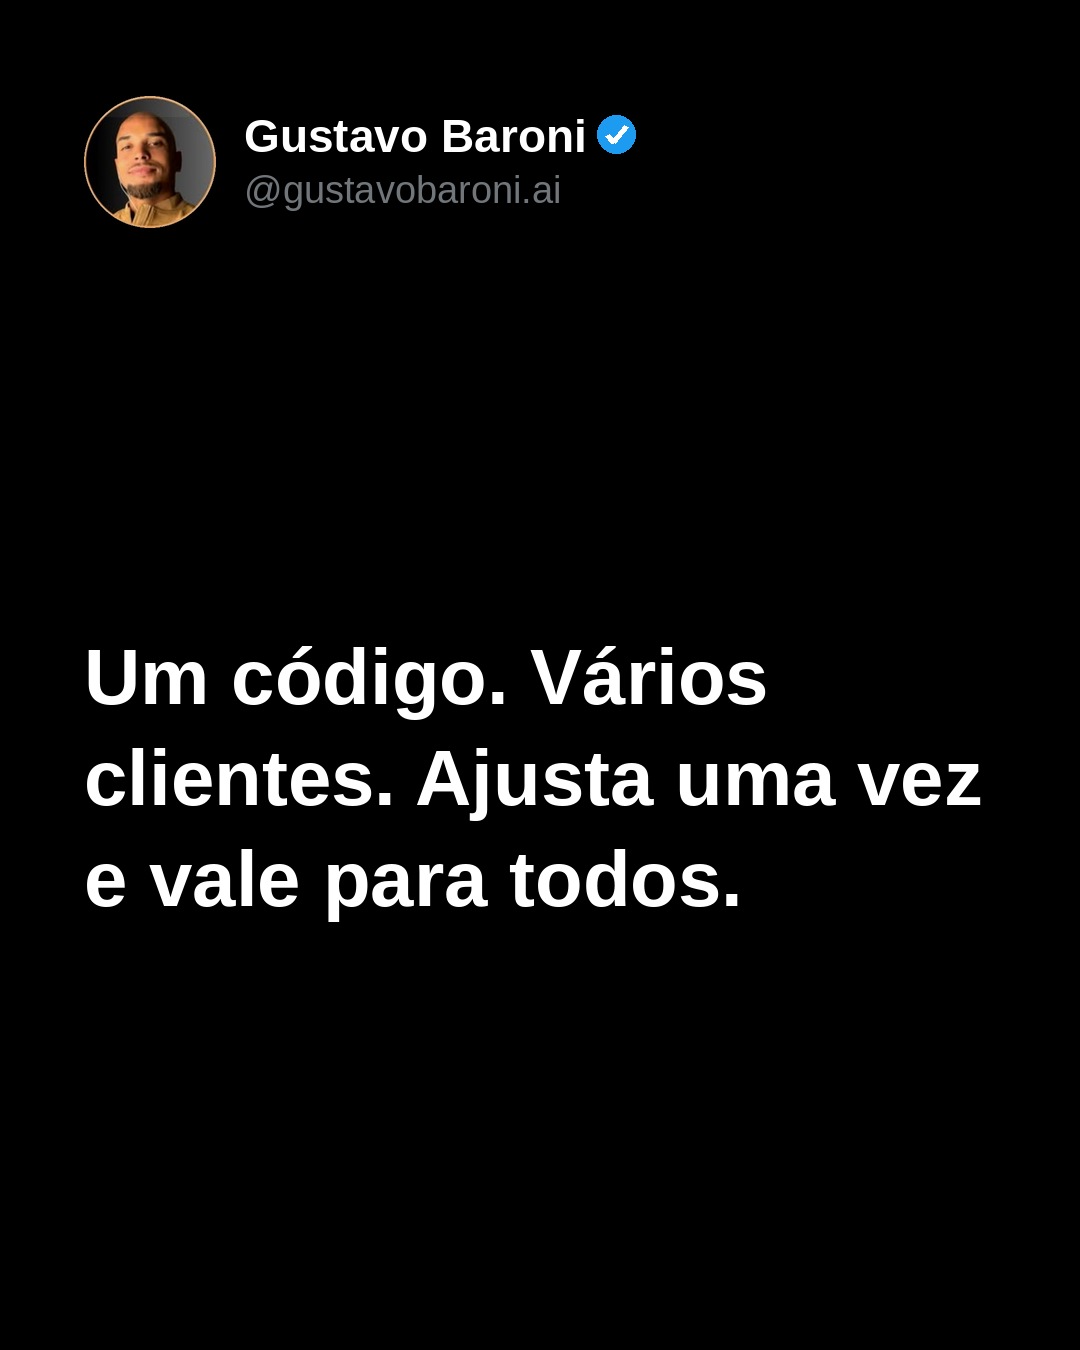 Gustavo Baroni
@gustavobaroni.ai
Um código. Vários
clientes. Ajusta uma vez
e vale para todos.